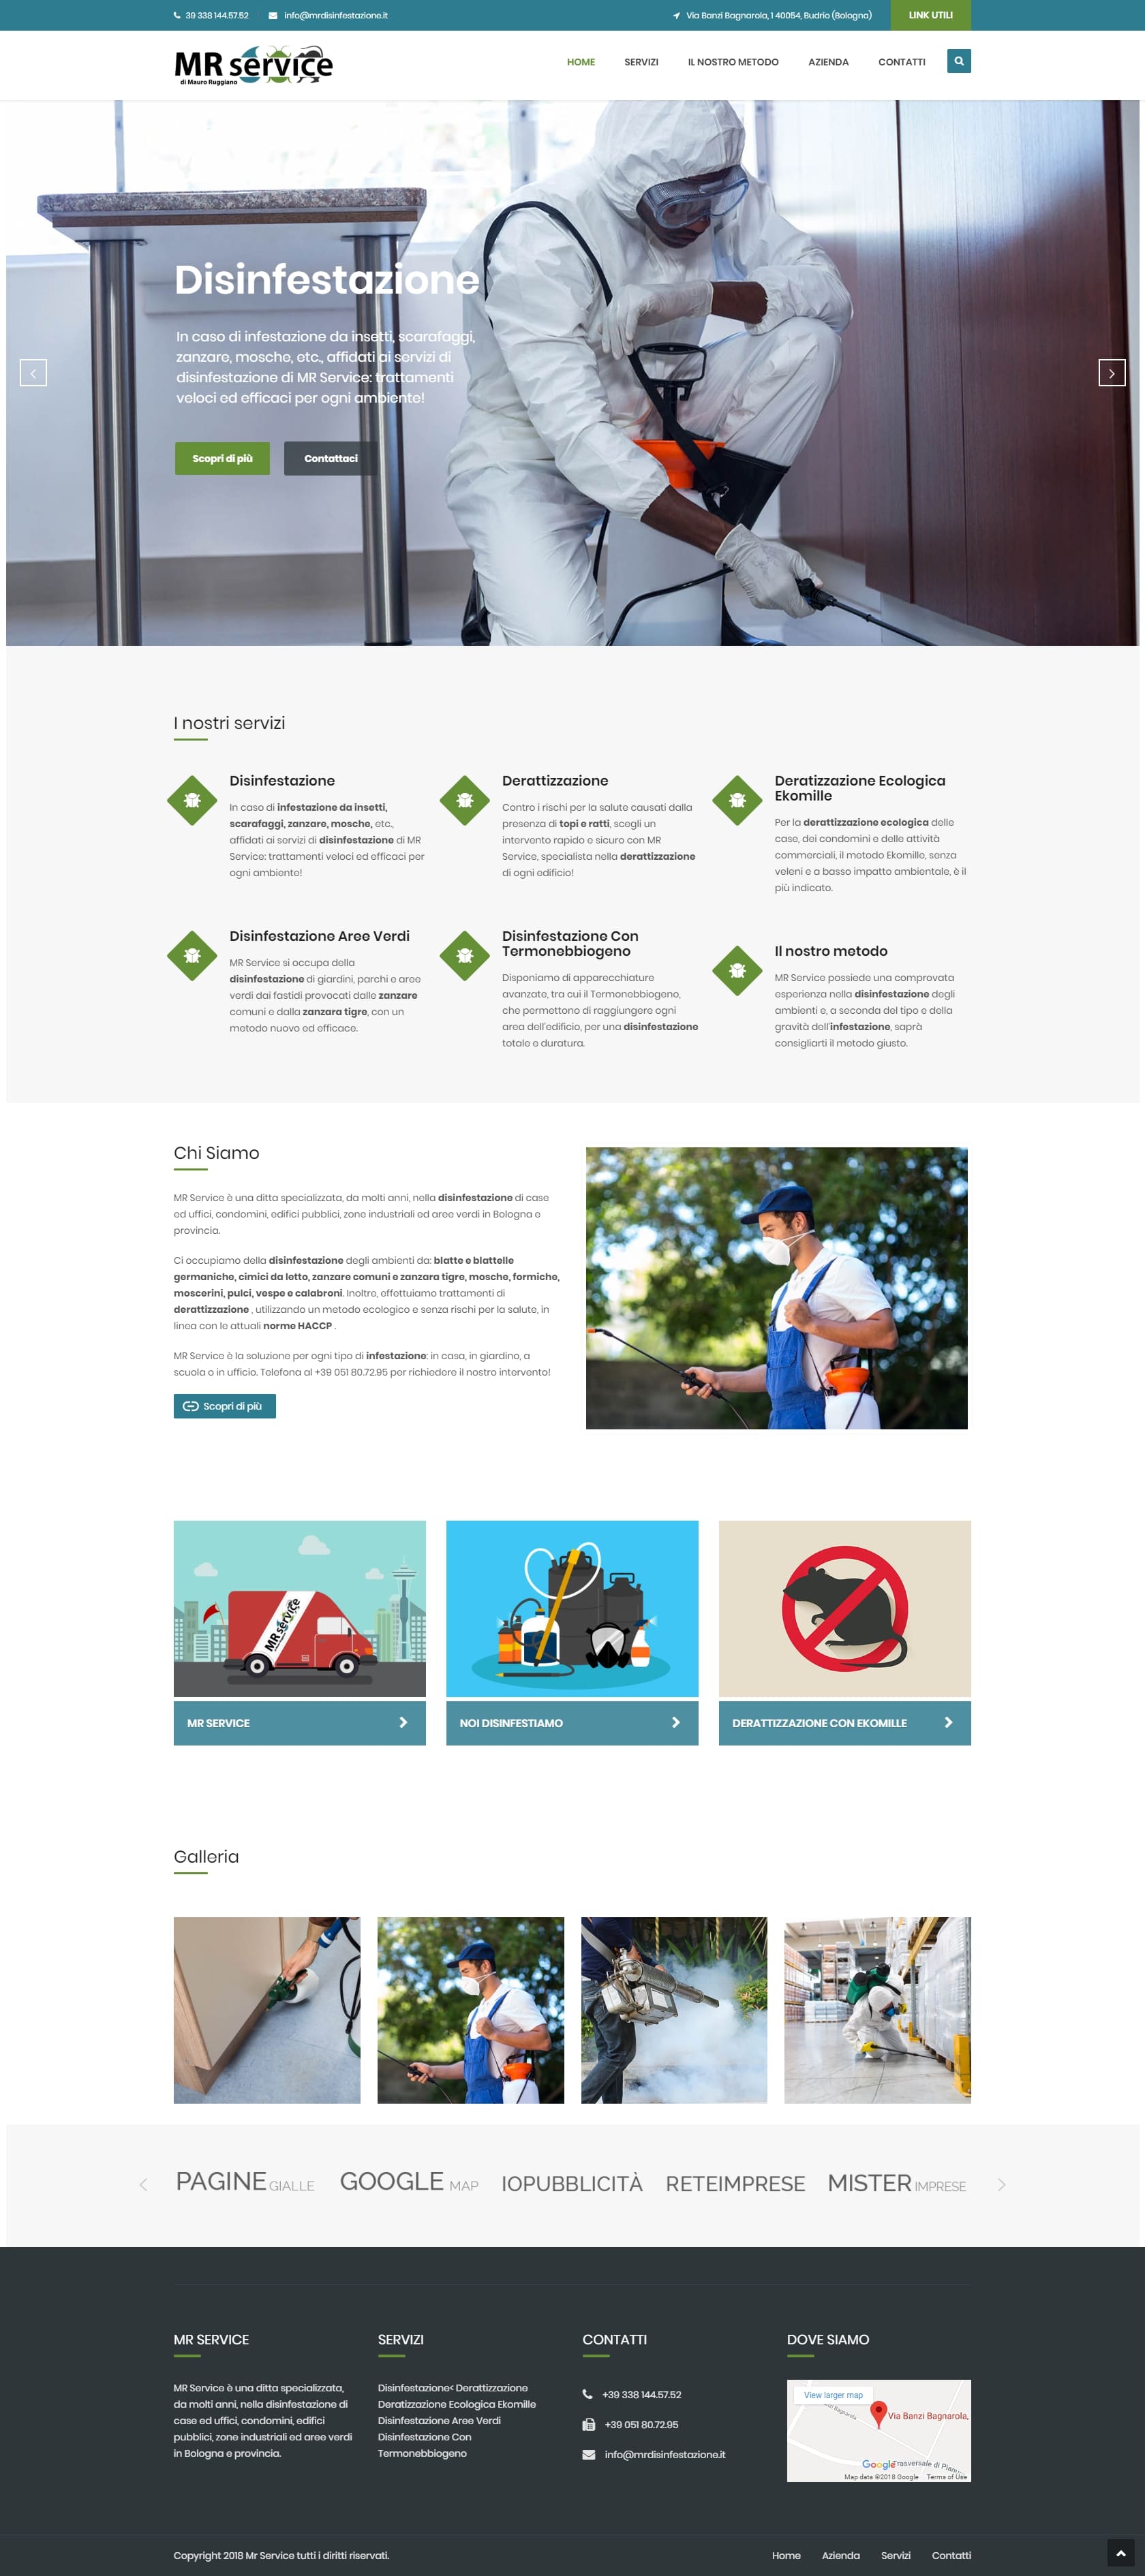 39 338 144.57.52
info@mrdisinfestazione.it
Via Banzi Bagnarola, 1 40054, Budrio (Bologna)
LINK UTILI
MR service
di Mauro Ruggiano
HOME
SERVIZI
IL NOSTRO METODO
AZIENDA
CONTATTI
Disinfestazione
In caso di infestazione da insetti, scarafaggi,
zanzare, mosche, etc., affidati ai servizi di
disinfestazione di MR Service: trattamenti
veloci ed efficaci per ogni ambiente!
Scopri di più
Contattaci
I nostri servizi
Disinfestazione
In caso di infestazione da insetti,
scarafaggi, zanzare, mosche, etc.,
affidati ai servizi di disinfestazione di MR
Service: trattamenti veloci ed efficaci per
ogni ambiente!
Derattizzazione
Contro i rischi per la salute causati dalla
presenza di topi e ratti, scegli un
intervento rapido e sicuro con MR
Service, specialista nella derattizzazione
di ogni edificio!
Deratizzazione Ecologica
Ekomille
Per la derattizzazione ecologica delle
case, dei condomini e delle attività
commerciali, il metodo Ekomille, senza
veleni e a basso impatto ambientale, è il
più indicato.
Disinfestazione Aree Verdi
MR Service si occupa della
disinfestazione di giardini, parchi e aree
verdi dai fastidi provocati dalle zanzare
comuni e dalla zanzara tigre, con un
metodo nuovo ed efficace.
Disinfestazione Con
Termonebbiogeno
Disponiamo di apparecchiature
avanzate, tra cui il Termonebbiogeno,
che permettono di raggiungere ogni
area dell'edificio, per una disinfestazione
totale e duratura.
Il nostro metodo
MR Service possiede una comprovata
esperienza nella disinfestazione degli
ambienti e, a seconda del tipo e della
gravità dell'infestazione, saprà
consigliarti il metodo giusto.
Chi Siamo
MR Service è una ditta specializzata, da molti anni, nella disinfestazione di case
ed uffici, condomini, edifici pubblici, zone industriali ed aree verdi in Bologna e
provincia.
Ci occupiamo della disinfestazione degli ambienti da: blatte e blattelle
germaniche, cimici da letto, zanzare comuni e zanzara tigre, mosche, formiche,
moscerini, pulci, vespe e calabroni. Inoltre, effettuiamo trattamenti di
derattizzazione , utilizzando un metodo ecologico e senza rischi per la salute, in
linea con le attuali norme HACCP .
MR Service è la soluzione per ogni tipo di infestazione: in casa, in giardino, a
scuola e in ufficio. Telefona al +39 051 80.72.95 per richiedere il nostro intervento!
Scopri di più
MR service
MR SERVICE
NOI DISINFESTIAMO
DERATTIZZAZIONE CON EKOMILLE
Galleria
PAGINE GIALLE
GOOGLE MAP
IOPUBBLICITÀ
RETEIMPRESE
MISTER IMPRESE
MR SERVICE
MR Service è una ditta specializzata,
da molti anni, nella disinfestazione di
case ed uffici, condomini, edifici
pubblici, zone industriali ed aree verdi
in Bologna e provincia.
SERVIZI
Disinfestazione< Derattizzazione
Deratizzazione Ecologica Ekomille
Disinfestazione Aree Verdi
Disinfestazione Con
Termonebbiogeno
CONTATTI
+39 338 144.57.52
+39 051 80.72.95
info@mrdisinfestazione.it
DOVE SIAMO
View larger map
Via Banzi Bagnarola,
Google
Trasversale di Pianu
Map data ©2018 Google
Terms of Use
Copyright 2018 Mr Service tutti i diritti riservati.
Home
Azienda
Servizi
Contatti